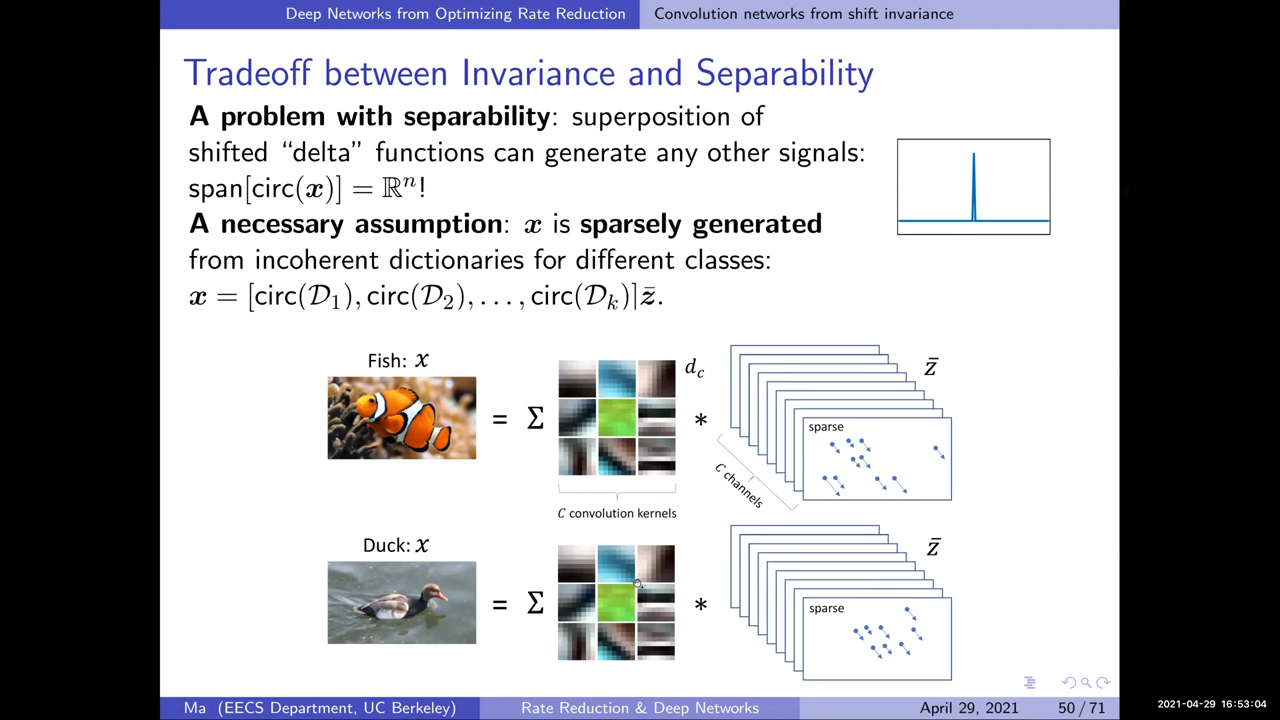 Deep Networks from Optimizing Rate Reduction
Convolution networks from shift invariance
Tradeoff between Invariance and Separability
A problem with separability: superposition of
shifted “delta” functions can generate any other signals:
span[circ(x)] = ℝⁿ!
A necessary assumption: x is sparsely generated
from incoherent dictionaries for different classes:
x = [circ(𝒟₁), circ(𝒟₂), . . . , circ(𝒟ₖ)]z̄.
Fish: x
= Σ
d_c
*
z̄
sparse
C channels
C convolution kernels
Duck: x
= Σ
*
z̄
sparse
Ma (EECS Department, UC Berkeley)
Rate Reduction & Deep Networks
April 29, 2021
50 / 71
2021-04-29 16:53:04